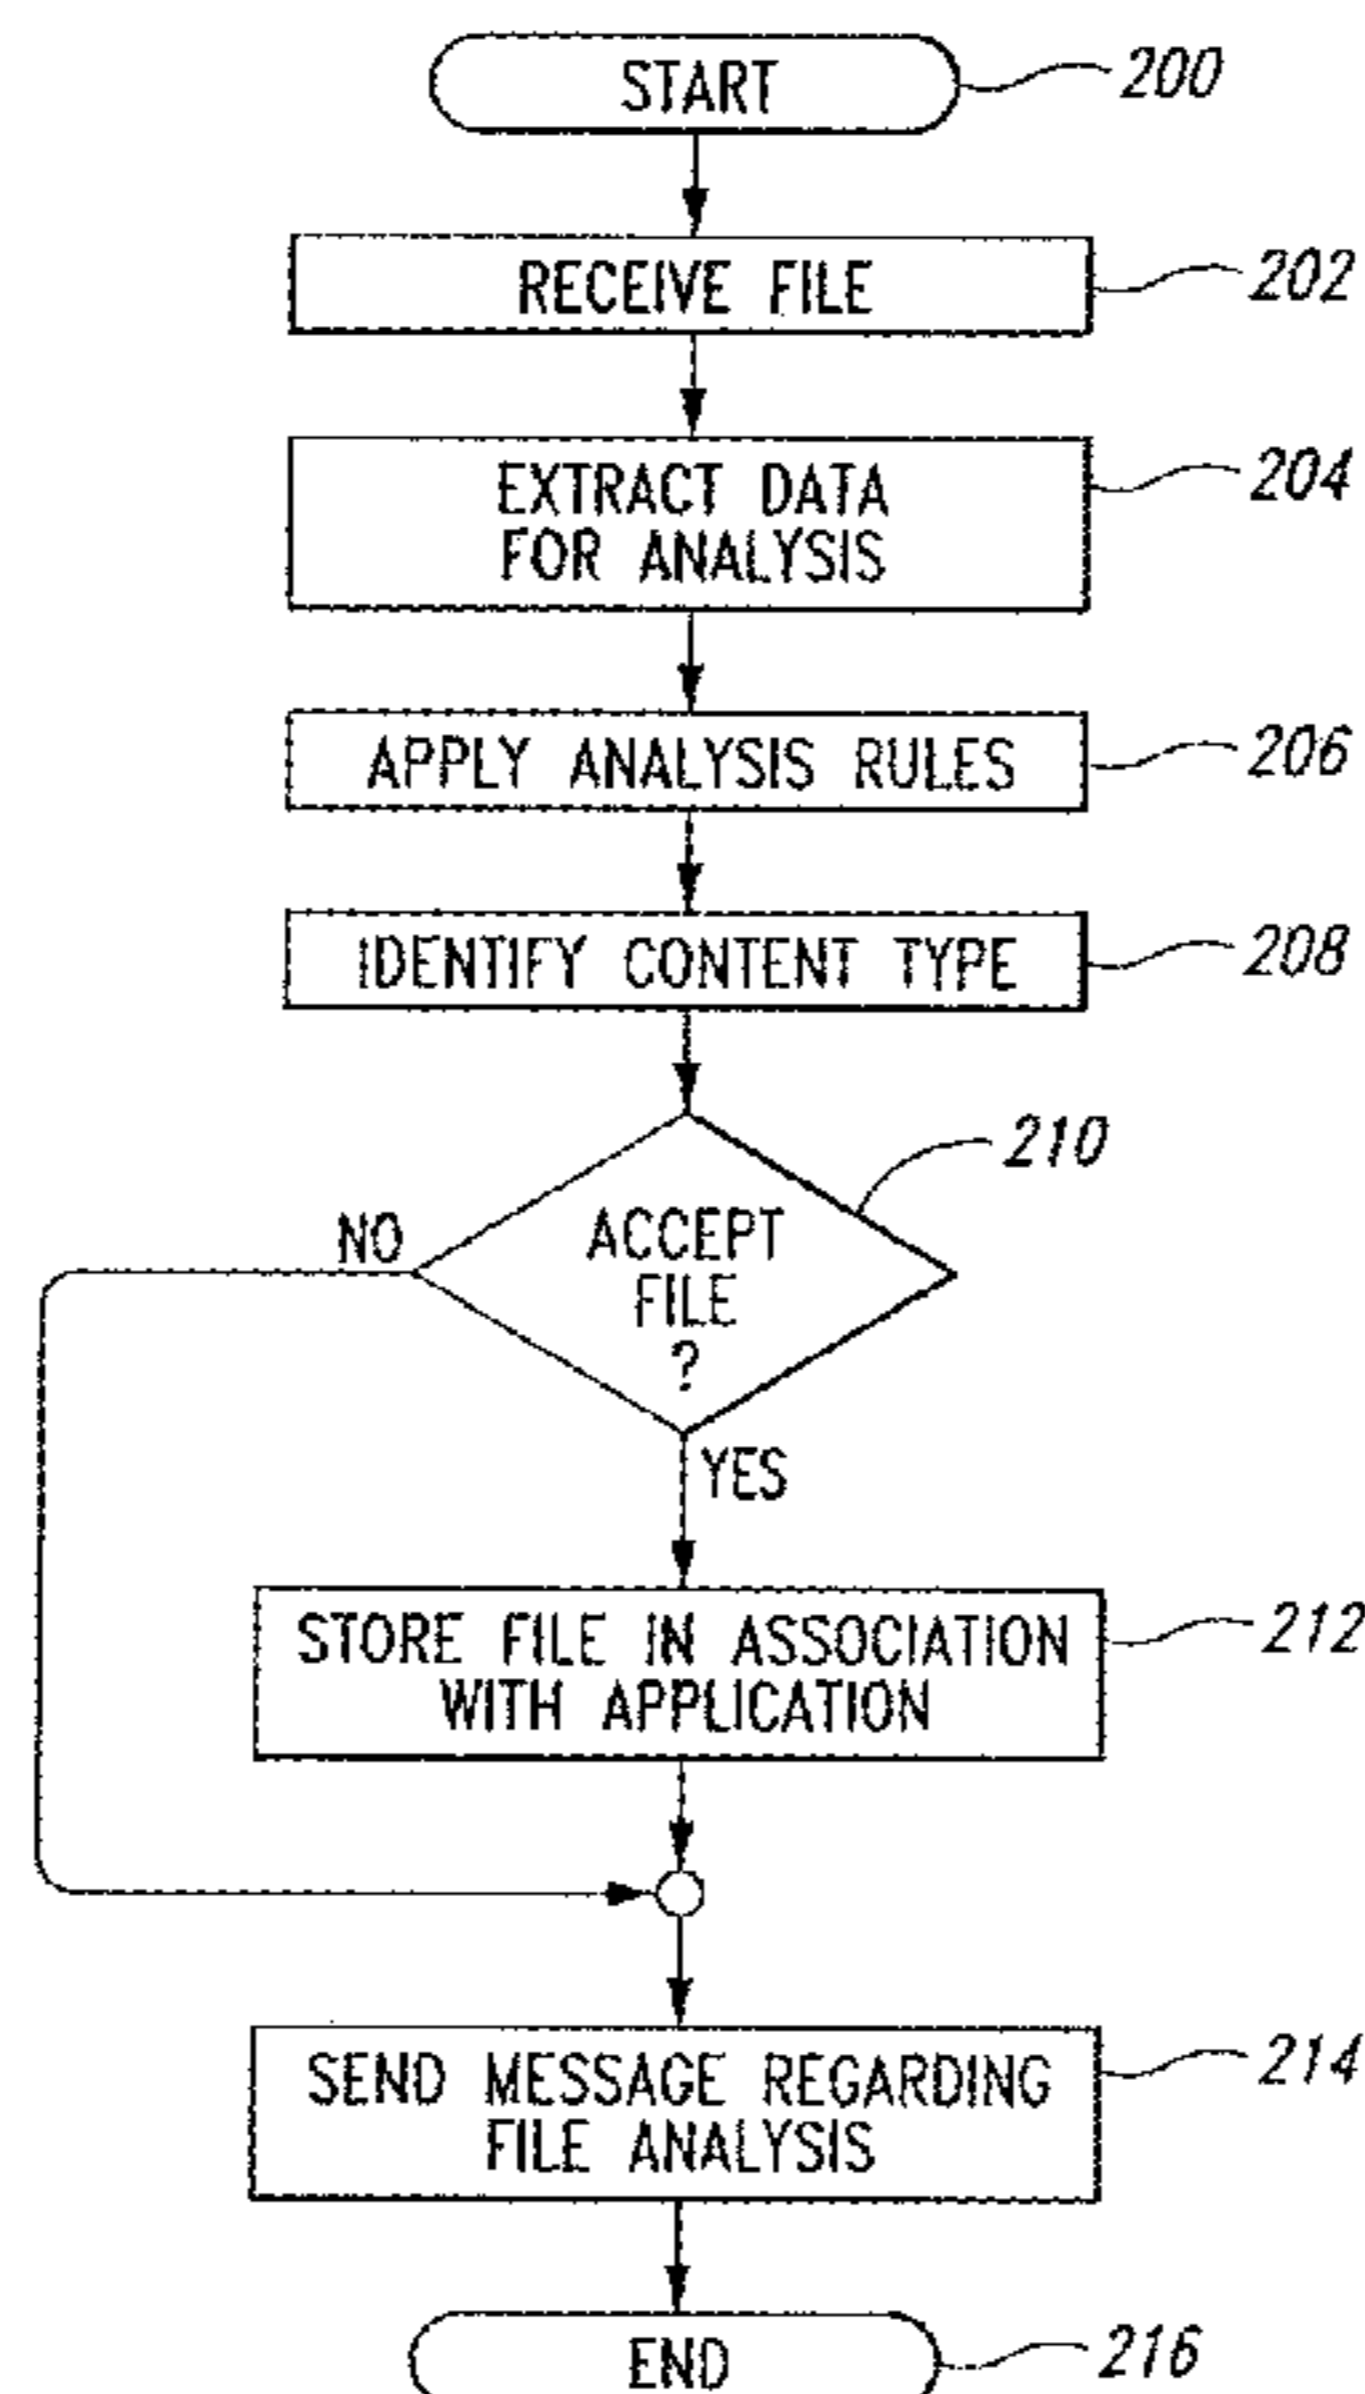 START
200
RECEIVE FILE
202
EXTRACT DATA
FOR ANALYSIS
204
APPLY ANALYSIS RULES
206
IDENTIFY CONTENT TYPE
208
210
NO
ACCEPT
FILE
?
YES
STORE FILE IN ASSOCIATION
WITH APPLICATION
212
SEND MESSAGE REGARDING
FILE ANALYSIS
214
END
216